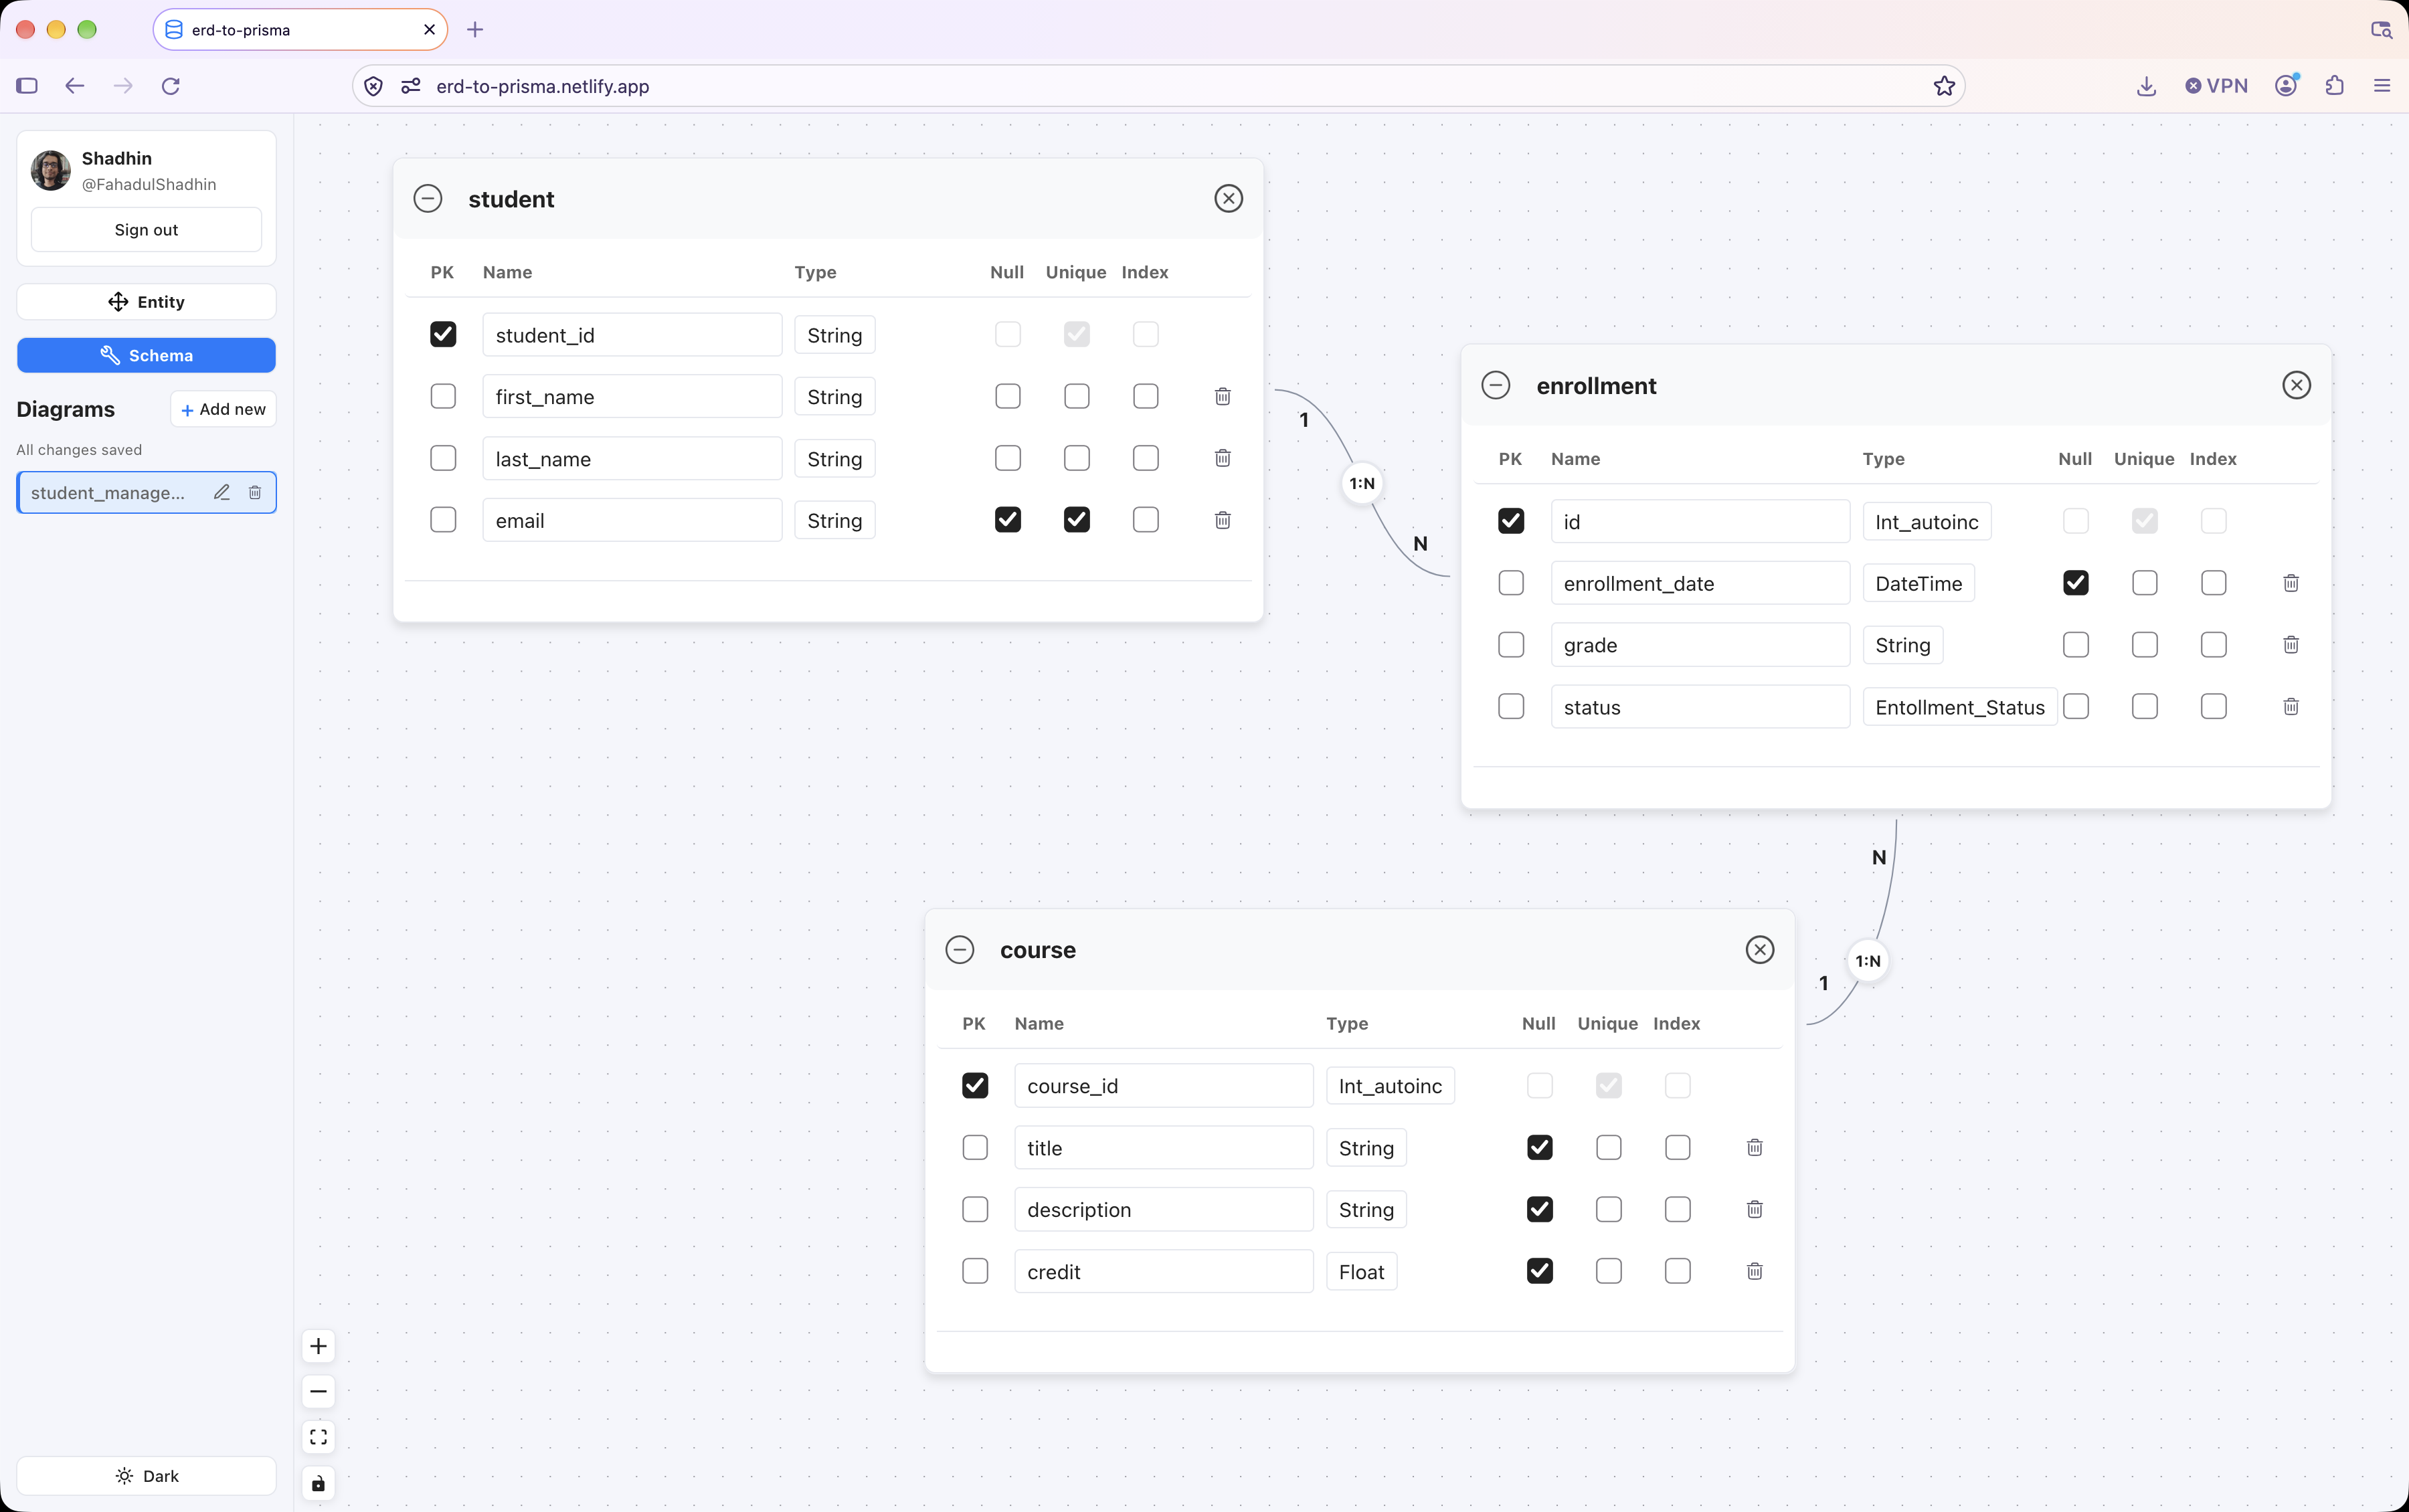 erd-to-prisma
erd-to-prisma.netlify.app
VPN
Shadhin
@FahadulShadhin
Sign out
Entity
Schema
Diagrams
+ Add new
All changes saved
student_manage...
Dark
student
PK Name Type Null Unique Index
student_id String
first_name String
last_name String
email String
1
1:N
N
enrollment
PK Name Type Null Unique Index
id Int_autoinc
enrollment_date DateTime
grade String
status Entollment_Status
N
1:N
1
course
PK Name Type Null Unique Index
course_id Int_autoinc
title String
description String
credit Float